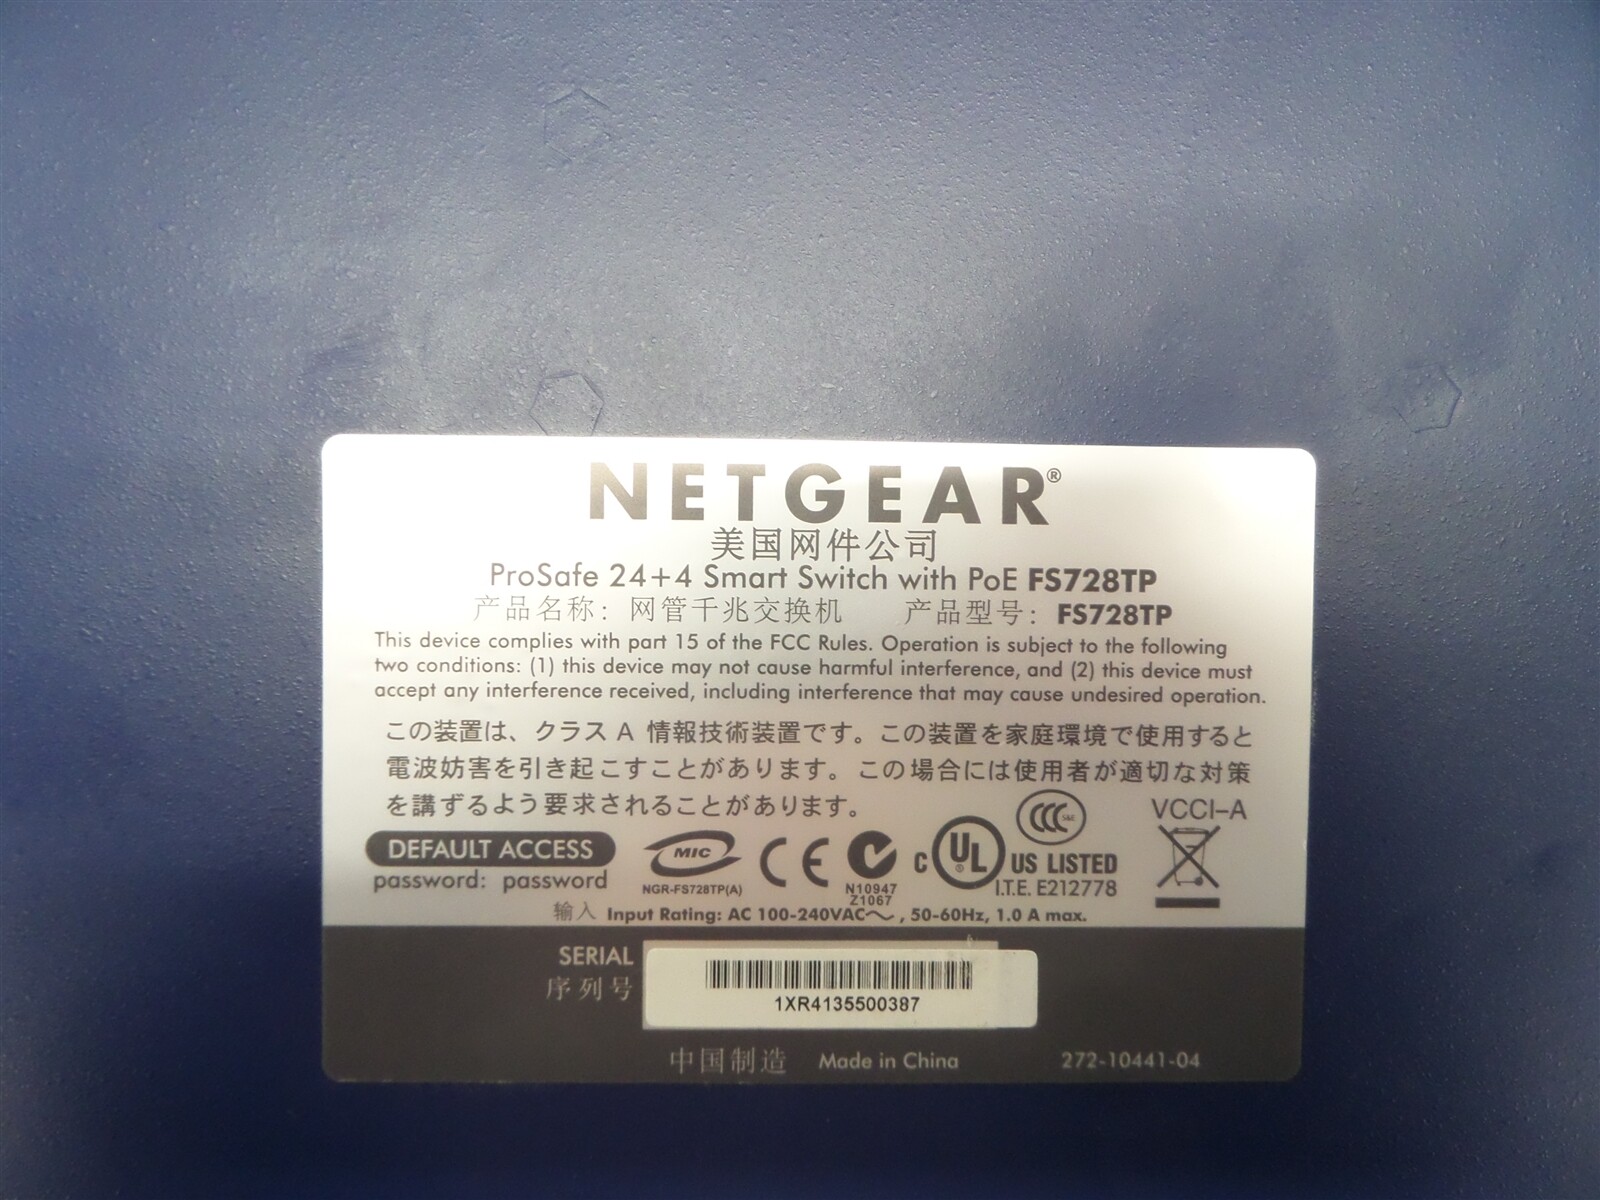 NETGEAR®
美国网件公司
ProSafe 24+4 Smart Switch with PoE FS728TP
产品名称：网管千兆交换机 产品型号：FS728TP
This device complies with part 15 of the FCC Rules. Operation is subject to the following
two conditions: (1) this device may not cause harmful interference, and (2) this device must
accept any interference received, including interference that may cause undesired operation.
この装置は、クラス A 情報技術装置です。この装置を家庭環境で使用すると
電波妨害を引き起こすことがあります。この場合には使用者が適切な対策
を講ずるよう要求されることがあります。
VCCI-A
CCC S&E
DEFAULT ACCESS
password: password
MIC
NGR-FS728TP(A)
CE
N10947
Z1067
C UL® US LISTED
I.T.E. E212778
输入 Input Rating: AC 100-240VAC～, 50-60Hz, 1.0 A max.
SERIAL
序列号
1XR4135500387
中国制造 Made in China 272-10441-04